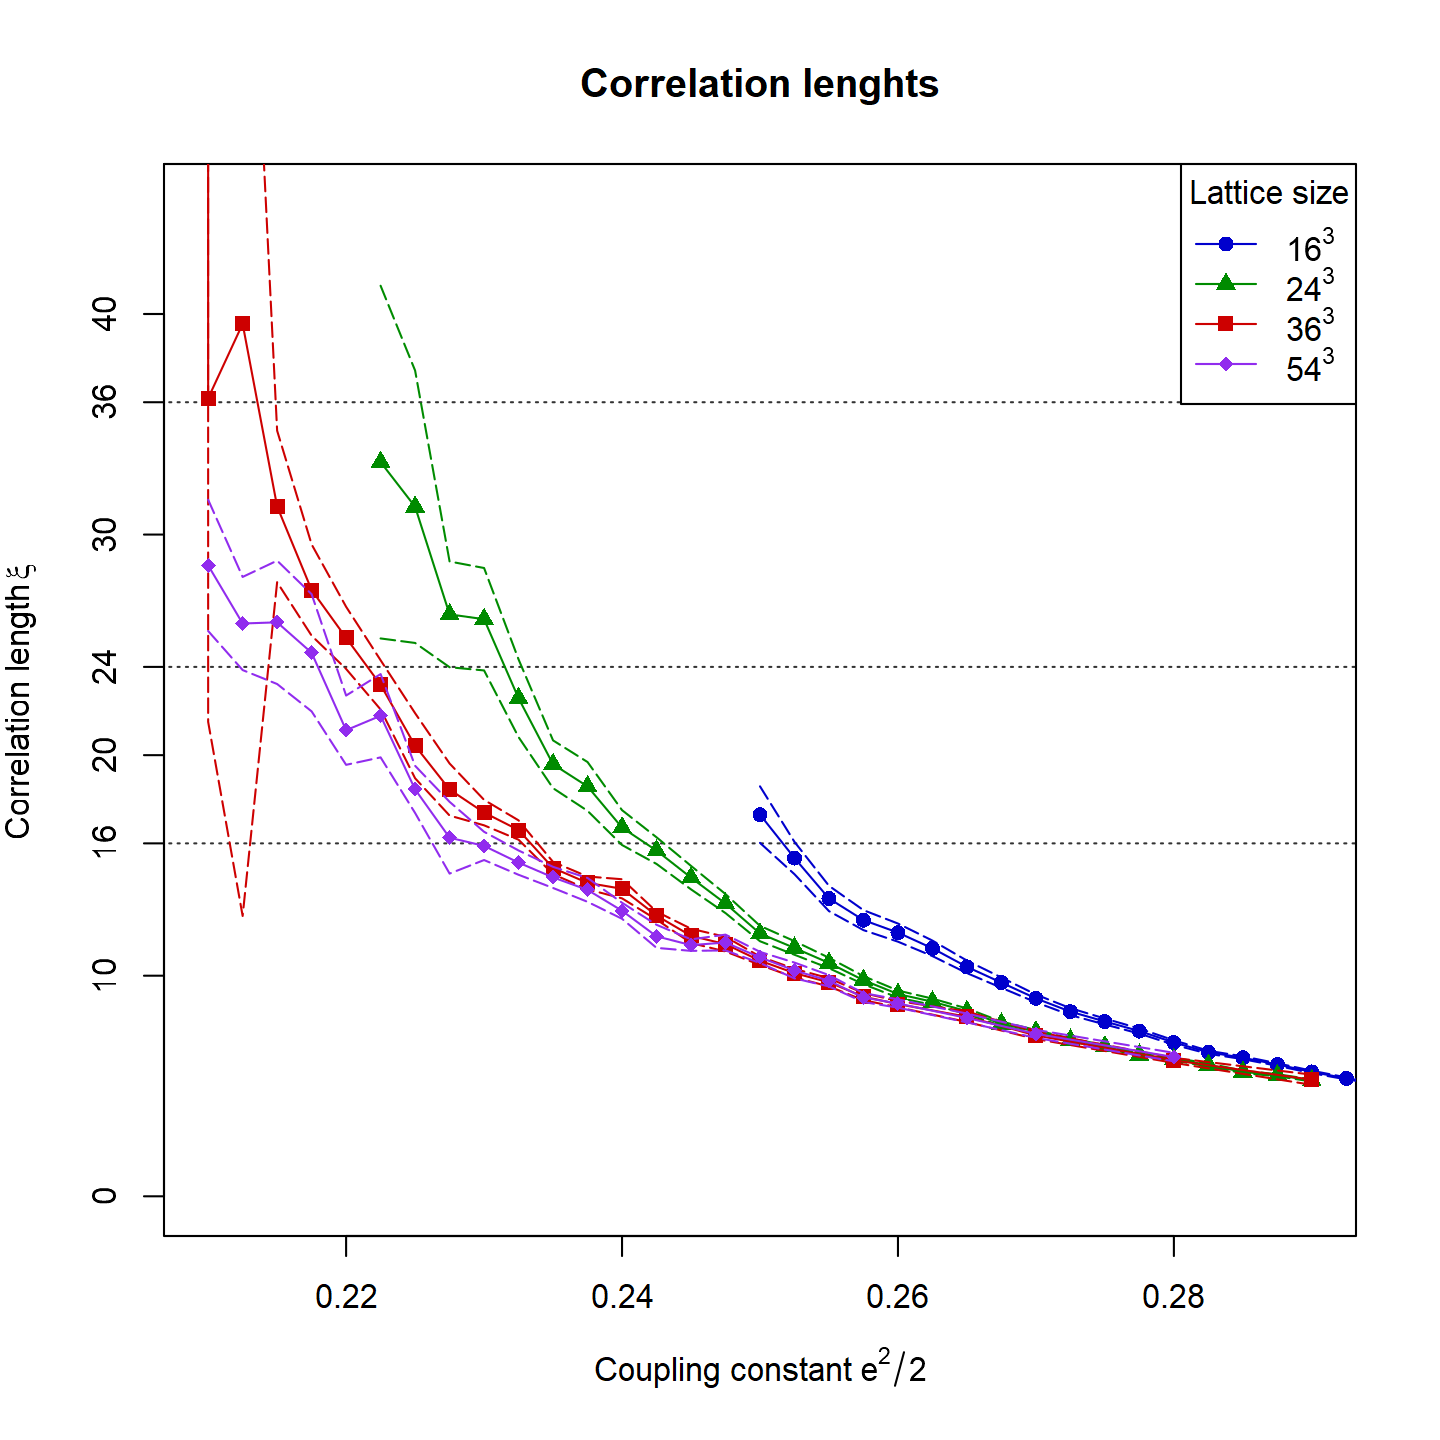 Correlation lenghts
Lattice size
16³
24³
36³
54³
Correlation length ξ
40
36
30
24
20
16
10
0
0.22 0.24 0.26 0.28
Coupling constant e²/2